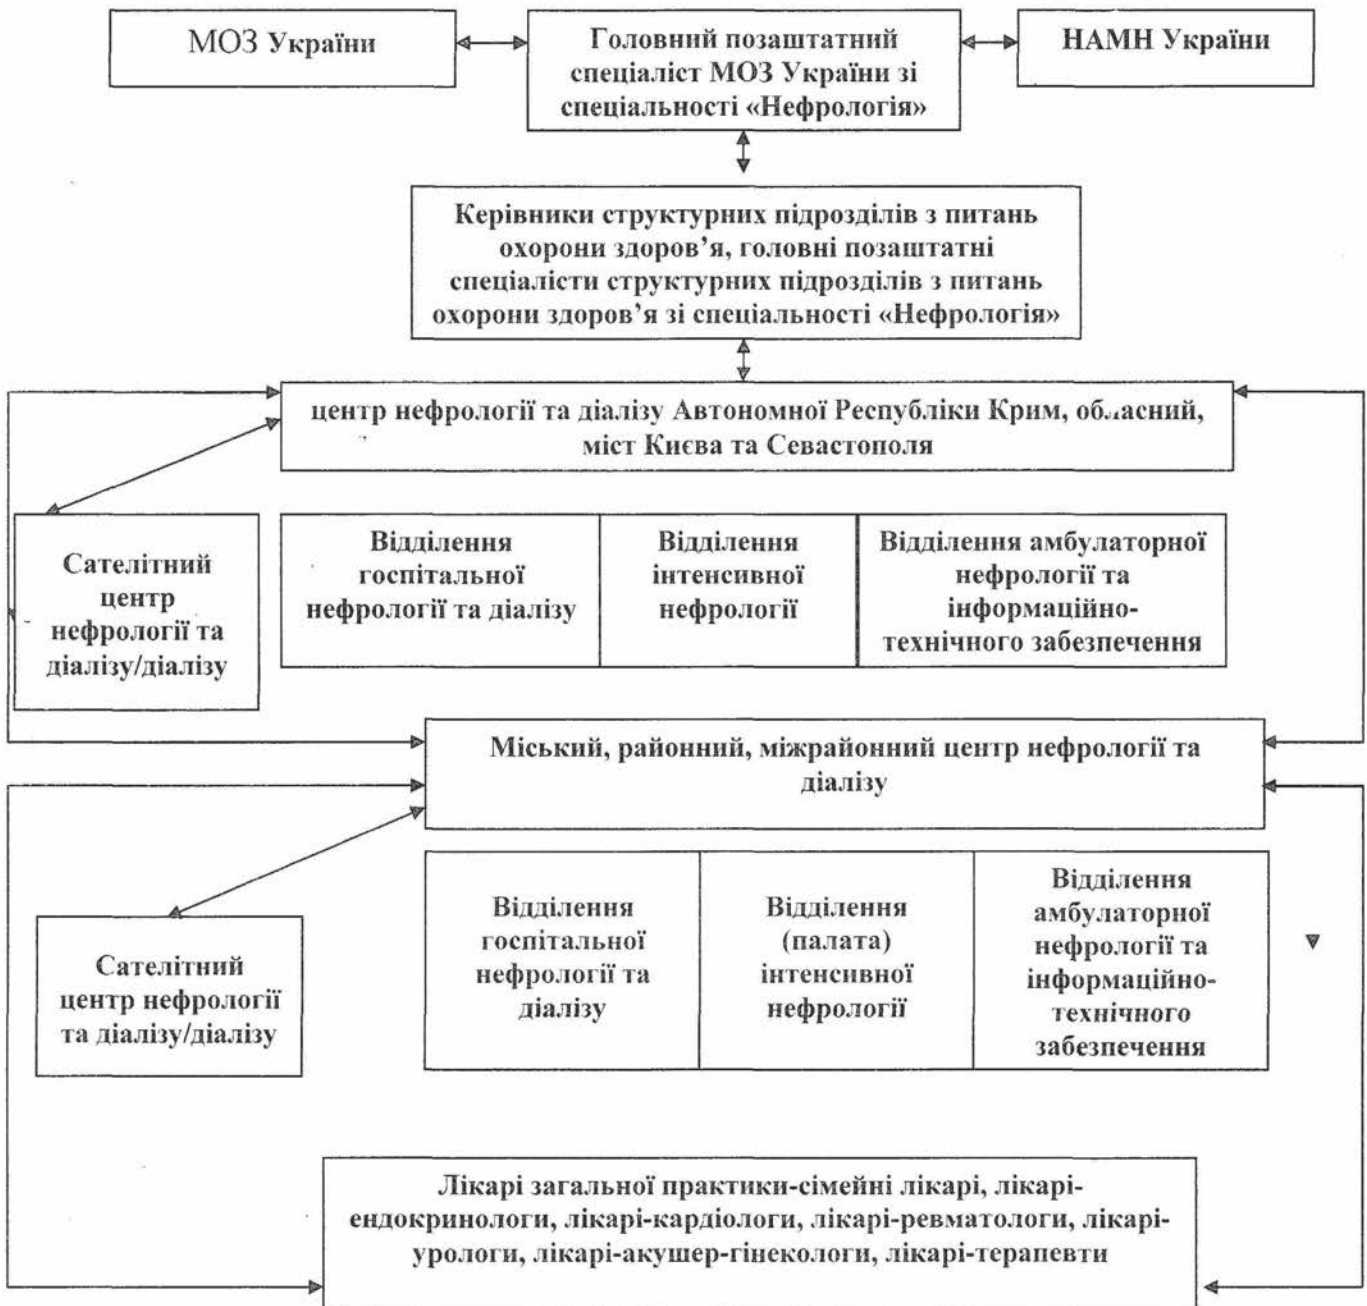 МОЗ України
Головний позаштатний
спеціаліст МОЗ України зі
спеціальності «Нефрологія»
НАМН України
Керівники структурних підрозділів з питань
охорони здоров’я, головні позаштатні
спеціалісти структурних підрозділів з питань
охорони здоров’я зі спеціальності «Нефрологія»
центр нефрології та діалізу Автономної Республіки Крим, обласний,
міст Києва та Севастополя
Сателітний
центр
нефрології та
діалізу/діалізу
Відділення
госпітальної
нефрології та діалізу
Відділення
інтенсивної
нефрології
Відділення амбулаторної
нефрології та
інформаційно-
технічного забезпечення
Міський, районний, міжрайонний центр нефрології та
діалізу
Сателітний
центр нефрології
та діалізу/діалізу
Відділення
госпітальної
нефрології та
діалізу
Відділення
(палата)
інтенсивної
нефрології
Відділення
амбулаторної
нефрології та
інформаційно-
технічного
забезпечення
Лікарі загальної практики-сімейні лікарі, лікарі-
ендокринологи, лікарі-кардіологи, лікарі-ревматологи, лікарі-
урологи, лікарі-акушер-гінекологи, лікарі-терапевти